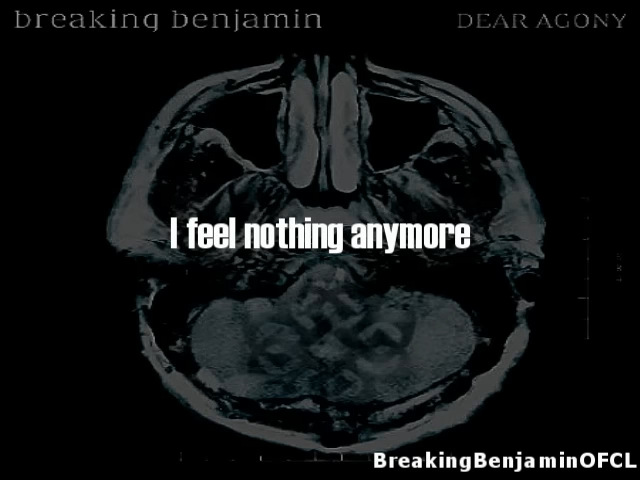 breaking benjamin
DEAR AGONY
I feel nothing anymore
BreakingBenjaminOFCL